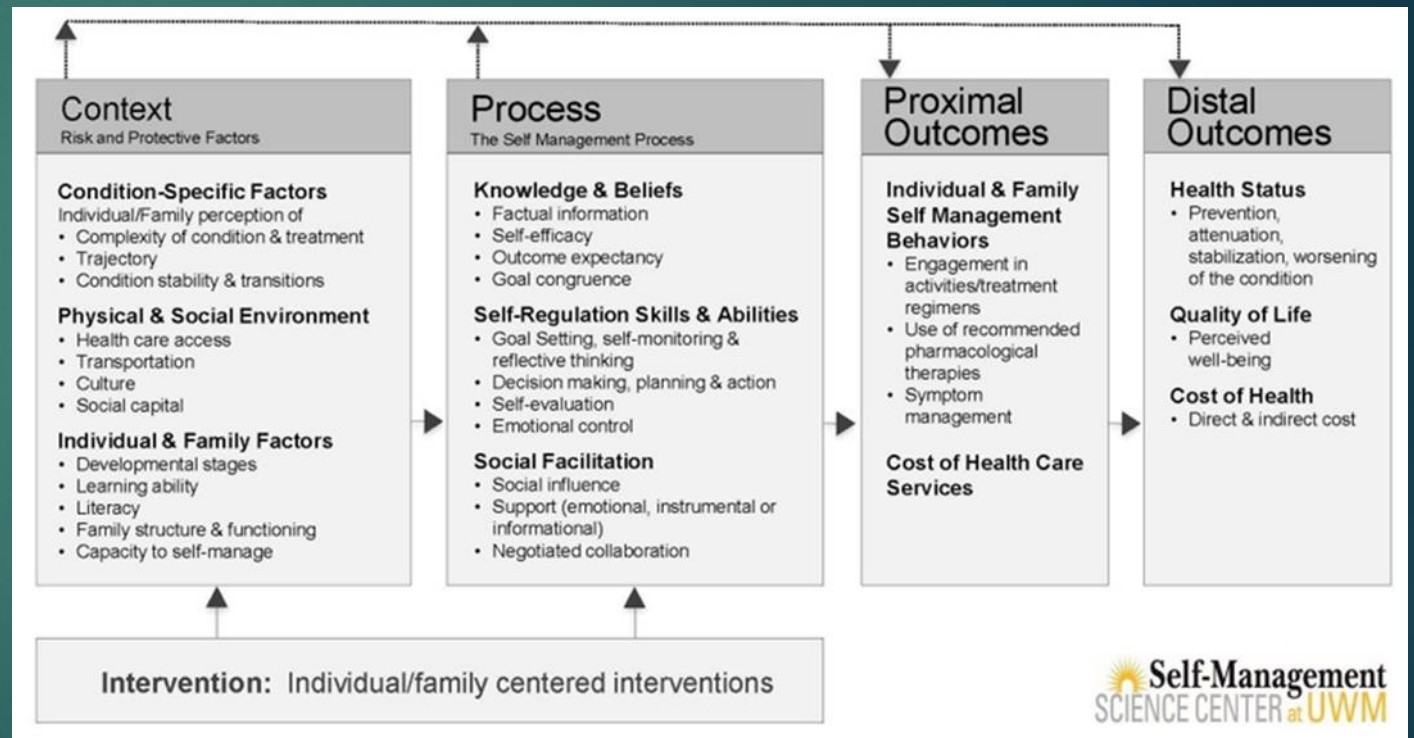 Context
Risk and Protective Factors
Condition-Specific Factors
Individual/Family perception of
• Complexity of condition & treatment
• Trajectory
• Condition stability & transitions
Physical & Social Environment
• Health care access
• Transportation
• Culture
• Social capital
Individual & Family Factors
• Developmental stages
• Learning ability
• Literacy
• Family structure & functioning
• Capacity to self-manage
Process
The Self Management Process
Knowledge & Beliefs
• Factual information
• Self-efficacy
• Outcome expectancy
• Goal congruence
Self-Regulation Skills & Abilities
• Goal Setting, self-monitoring &
reflective thinking
• Decision making, planning & action
• Self-evaluation
• Emotional control
Social Facilitation
• Social influence
• Support (emotional, instrumental or
informational)
• Negotiated collaboration
Proximal
Outcomes
Individual & Family
Self Management
Behaviors
• Engagement in
activities/treatment
regimens
• Use of recommended
pharmacological
therapies
• Symptom
management
Cost of Health Care
Services
Distal
Outcomes
Health Status
• Prevention,
attenuation,
stabilization, worsening
of the condition
Quality of Life
• Perceived
well-being
Cost of Health
• Direct & indirect cost
Intervention: Individual/family centered interventions
Self-Management
SCIENCE CENTER at UWM